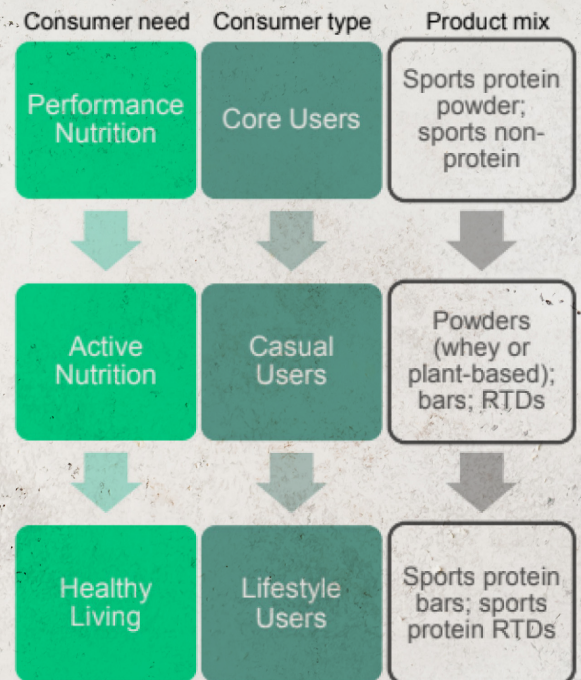 Consumer need
Consumer type
Product mix
Performance
Nutrition
Core Users
Sports protein
powder;
sports non-
protein
Active
Nutrition
Casual
Users
Powders
(whey or
plant-based);
bars; RTDs
Healthy
Living
Lifestyle
Users
Sports protein
bars; sports
protein RTDs